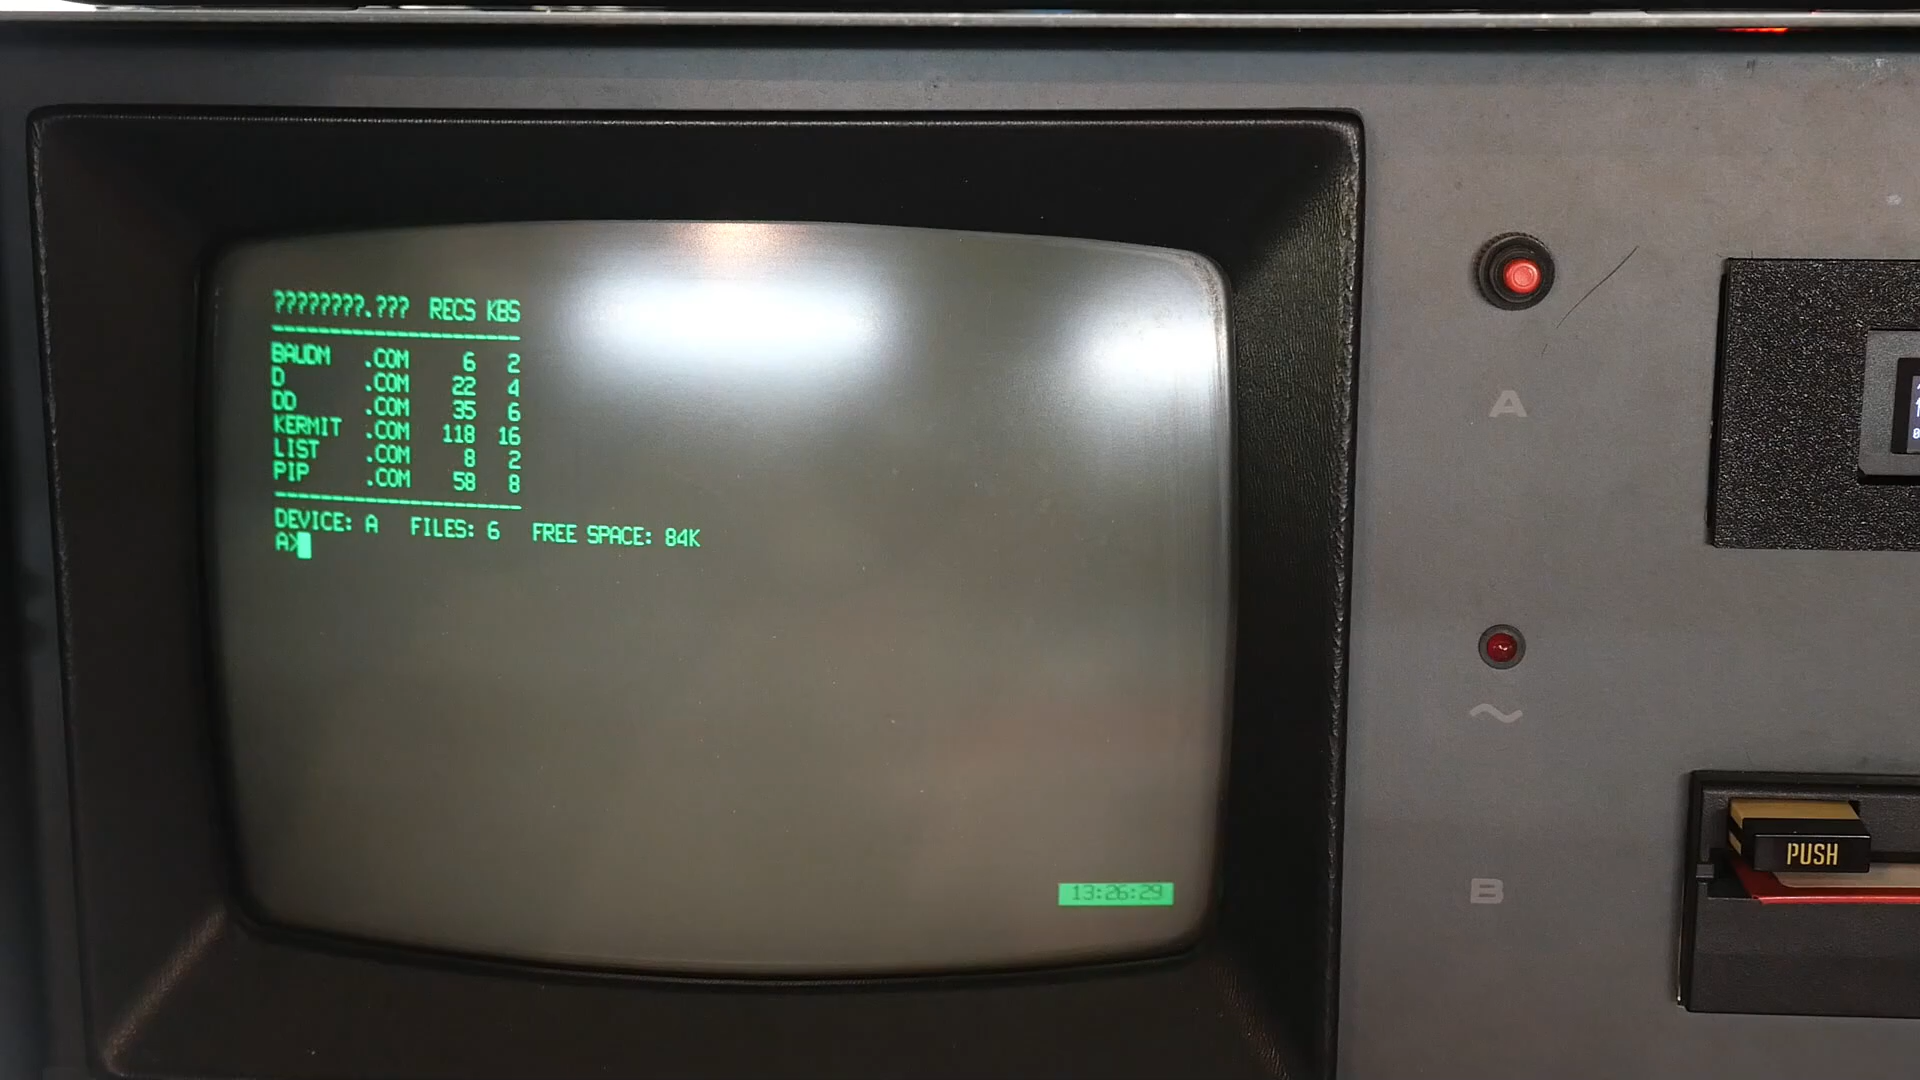 ????????.??? RECS KBS
----------------------
BAUDM .COM 6 2
D .COM 22 4
DD .COM 35 6
KERMIT .COM 118 16
LIST .COM 8 2
PIP .COM 58 8
----------------------
DEVICE: A FILES: 6 FREE SPACE: 84K
A>
13:26:29
A
~
PUSH
B